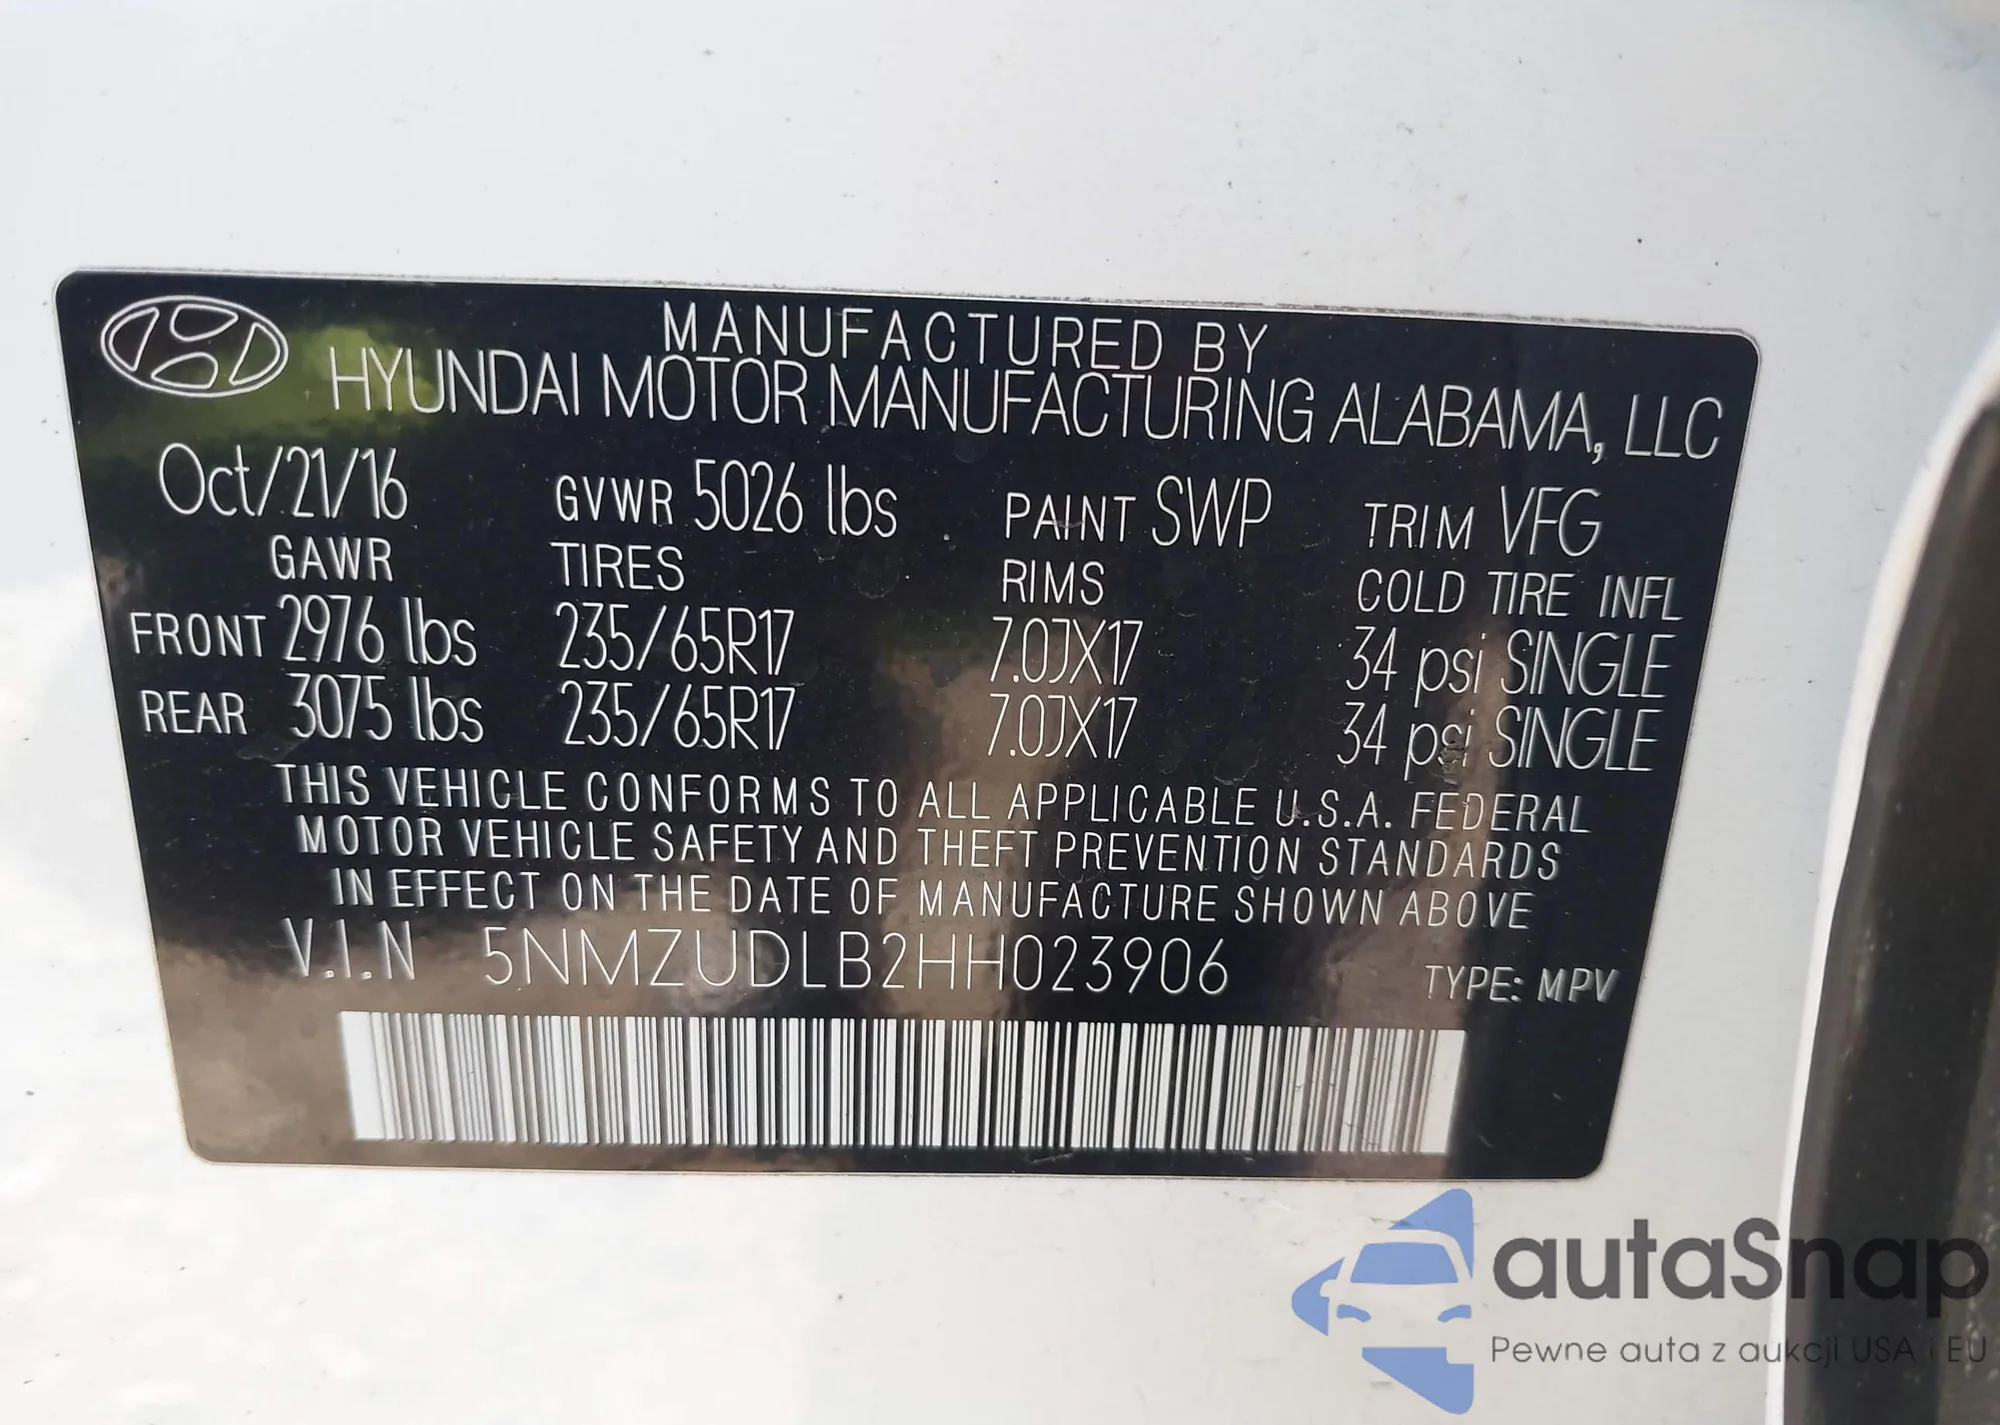 MANUFACTURED BY
HYUNDAI MOTOR MANUFACTURING ALABAMA, LLC
Oct/21/16 GVWR 5026 lbs PAINT SWP TRIM VFG
GAWR TIRES RIMS COLD TIRE INFL
FRONT 2976 lbs 235/65R17 7.0JX17 34 psi SINGLE
REAR 3075 lbs 235/65R17 7.0JX17 34 psi SINGLE
THIS VEHICLE CONFORMS TO ALL APPLICABLE U.S.A. FEDERAL
MOTOR VEHICLE SAFETY AND THEFT PREVENTION STANDARDS
IN EFFECT ON THE DATE OF MANUFACTURE SHOWN ABOVE
V.I.N 5NMZUDLB2HH023906 TYPE: MPV
autaSnap
Pewne auta z aukcji USA i EU